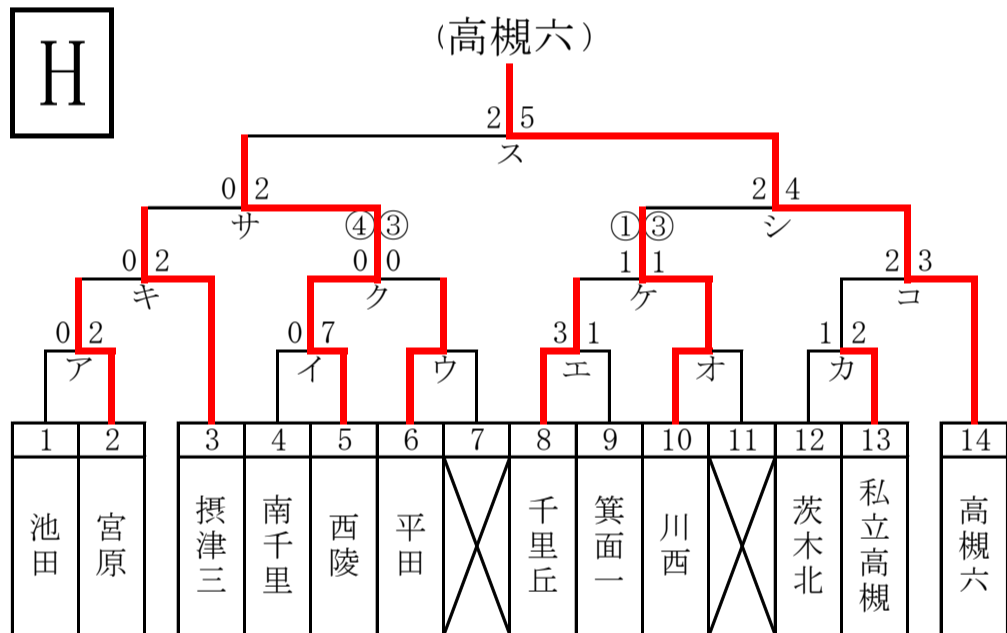 H
(高槻六)
2 5
ス
0 2
サ
2 4
シ
④③
①③
0 2
キ
0 0
ク
1 1
ケ
2 3
コ
0 2
ア
0 7
イ
ウ
3 1
エ
オ
1 2
カ
1 2 3 4 5 6 7 8 9 10 11 12 13 14
池田
宮原
摂津三
南千里
西陵
平田
千里丘
箕面一
川西
茨木北
私立高槻
高槻六